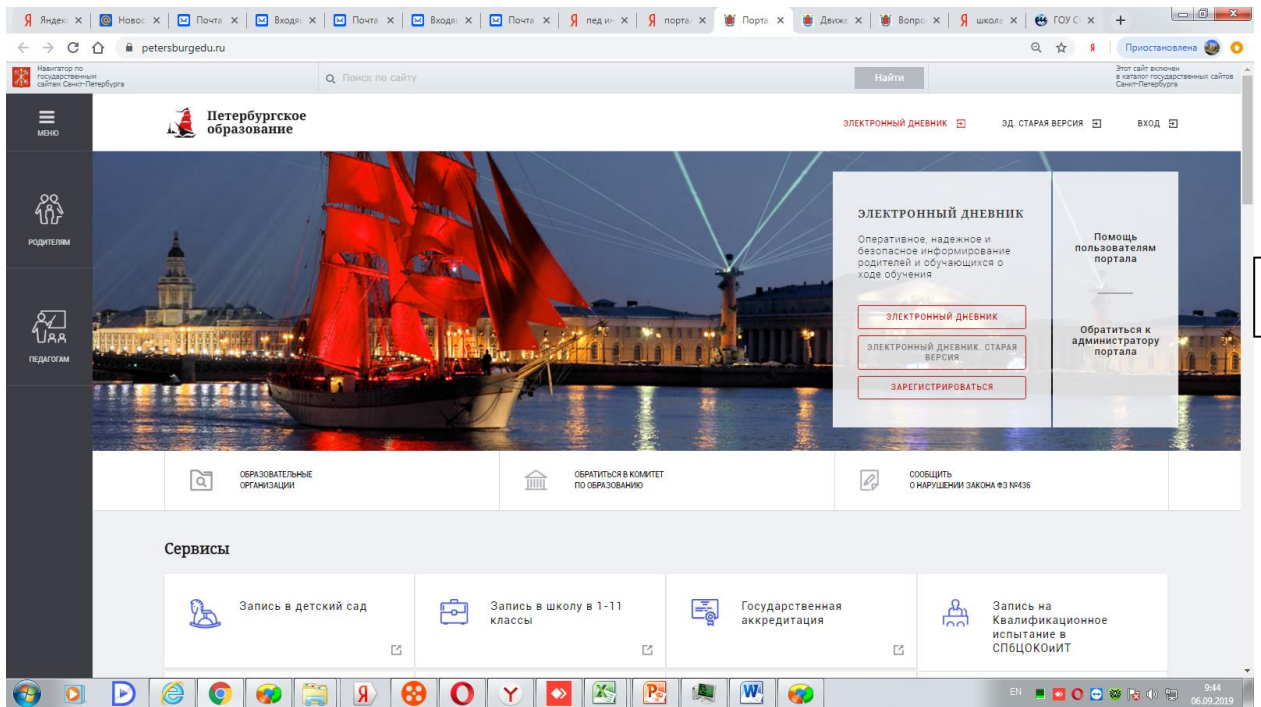 Яндек
Новос
Почта
Входя
Почта
Входя
Почта
Я пед ин
Я порта
Порта
Движе
Вопро
Я школа
ГОУ С
petersburgedu.ru
Приостановлена
Навигатор по
государственным
сайтам Санкт-Петербурга
Поиск по сайту
Найти
Этот сайт включен
в каталог государственных сайтов
Санкт-Петербурга
МЕНЮ
Петербургское
образование
ЭЛЕКТРОННЫЙ ДНЕВНИК
ЭД. СТАРАЯ ВЕРСИЯ
ВХОД
РОДИТЕЛЯМ
ПЕДАГОГАМ
ЭЛЕКТРОННЫЙ ДНЕВНИК
Оперативное, надежное и
безопасное информирование
родителей и обучающихся о
ходе обучения
ЭЛЕКТРОННЫЙ ДНЕВНИК
ЭЛЕКТРОННЫЙ ДНЕВНИК. СТАРАЯ
ВЕРСИЯ
ЗАРЕГИСТРИРОВАТЬСЯ
Помощь
пользователям
портала
Обратиться к
администратору
портала
ОБРАЗОВАТЕЛЬНЫЕ
ОРГАНИЗАЦИИ
ОБРАТИТЬСЯ В КОМИТЕТ
ПО ОБРАЗОВАНИЮ
СООБЩИТЬ
О НАРУШЕНИИ ЗАКОНА ФЗ №436
Сервисы
Запись в детский сад
Запись в школу в 1-11
классы
Государственная
аккредитация
Запись на
Квалификационное
испытание в
СПбЦОКОиИТ
EN
9:44
06.09.2019